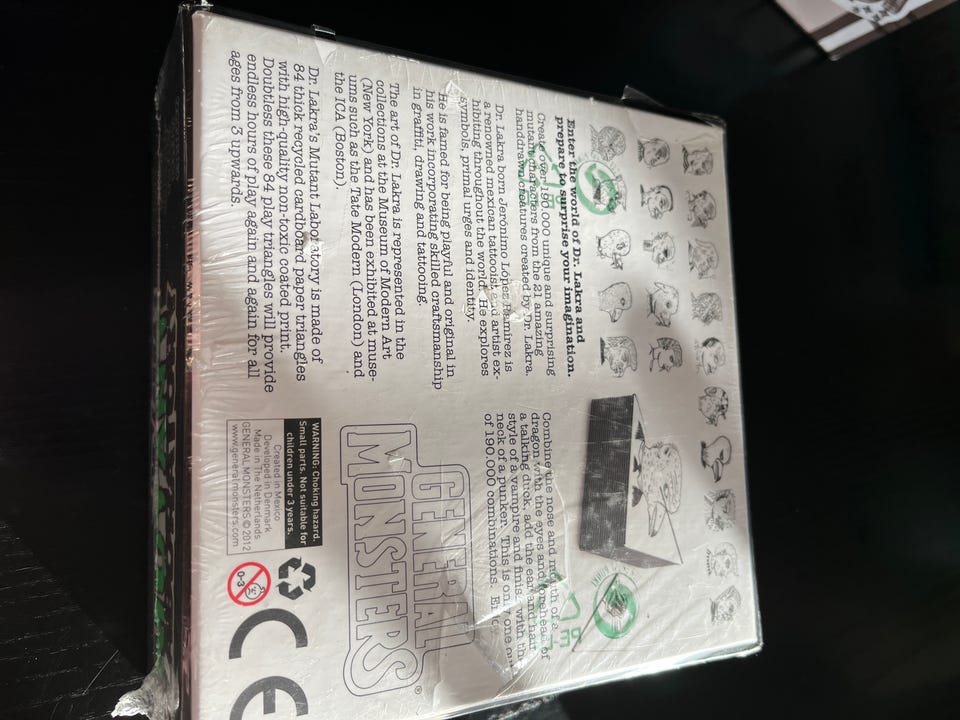 Enter the world of Dr. Lakra and
prepare to surprise your imagination.
Create over 190.000 unique and surprising
mutant characters from the 21 amazing
handdrawn creatures created by Dr. Lakra.
Dr. Lakra born Jerónimo López Ramirez is
a renowned mexican tattooist and artist ex-
hibiting throughout the world. He explores
symbols, primal urges and identity.
He is famed for being playful and original in
his work incorporating skilled craftsmanship
in graffiti, drawing and tattooing.
The art of Dr. Lakra is represented in the
collections at the Museum of Modern Art
(New York) and has been exhibited at muse-
ums such as the Tate Modern (London) and
the ICA (Boston).
Dr. Lakra's Mutant Laboratory is made of
84 thick recycled cardboard paper triangles
with high-quality non-toxic coated print.
Doubtless these 84 play triangles will provide
endless hours of play again and again for all
ages from 3 upwards.
Combine the nose and mouth of a
dragon with the eyes and forehead of
a talking duck, add the ear and hair
style of a vampire and finish with the
neck of a punker. This is only one out
of 190.000 combinations. Enjoy
GENERAL
MONSTERS®
WARNING: Choking hazard.
Small parts. Not suitable for
children under 3 years.
Created in Mexico
Developed in Denmark
Made in The Netherlands
GENERAL MONSTERS © 2012
www.generalmonsters.com
0-3
CE